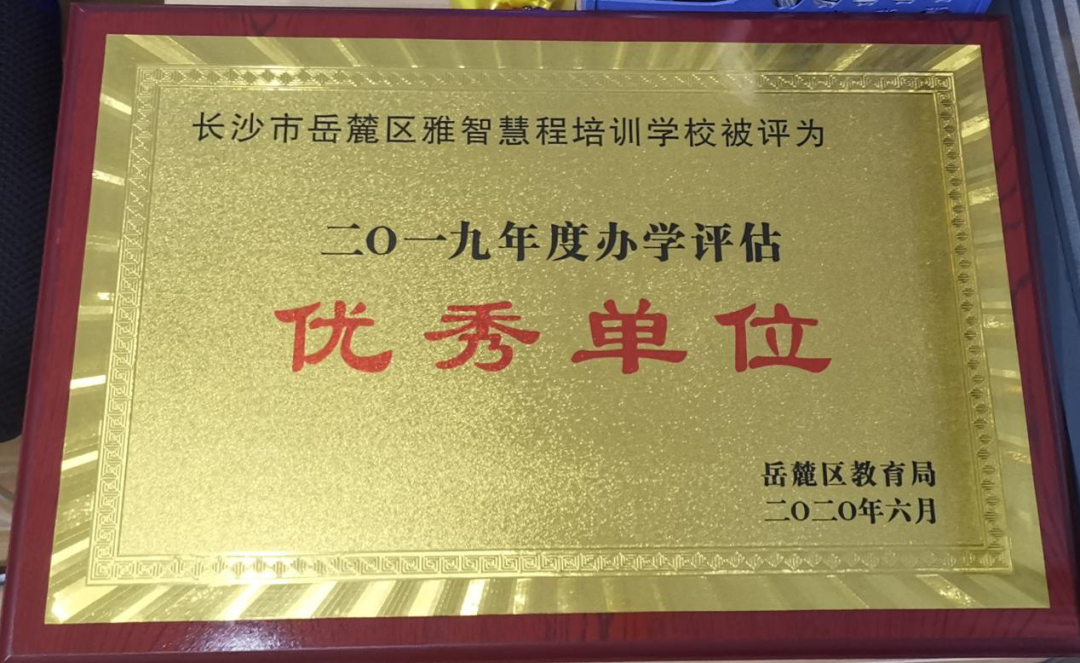 长沙市岳麓区雅智慧程培训学校被评为
二O一九年度办学评估
优秀单位
岳麓区教育局
二O二O年六月